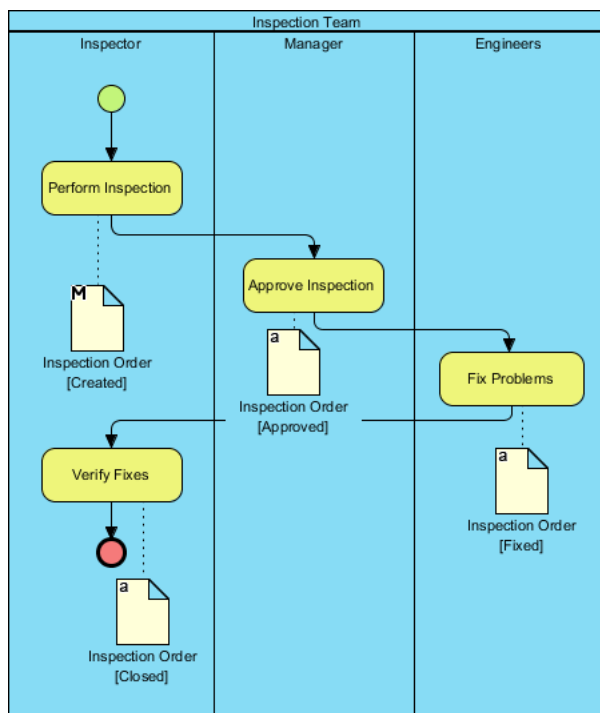 Inspection Team
Inspector
Manager
Engineers
Perform Inspection
M
Inspection Order
[Created]
Approve Inspection
a
Inspection Order
[Approved]
Fix Problems
a
Inspection Order
[Fixed]
Verify Fixes
a
Inspection Order
[Closed]